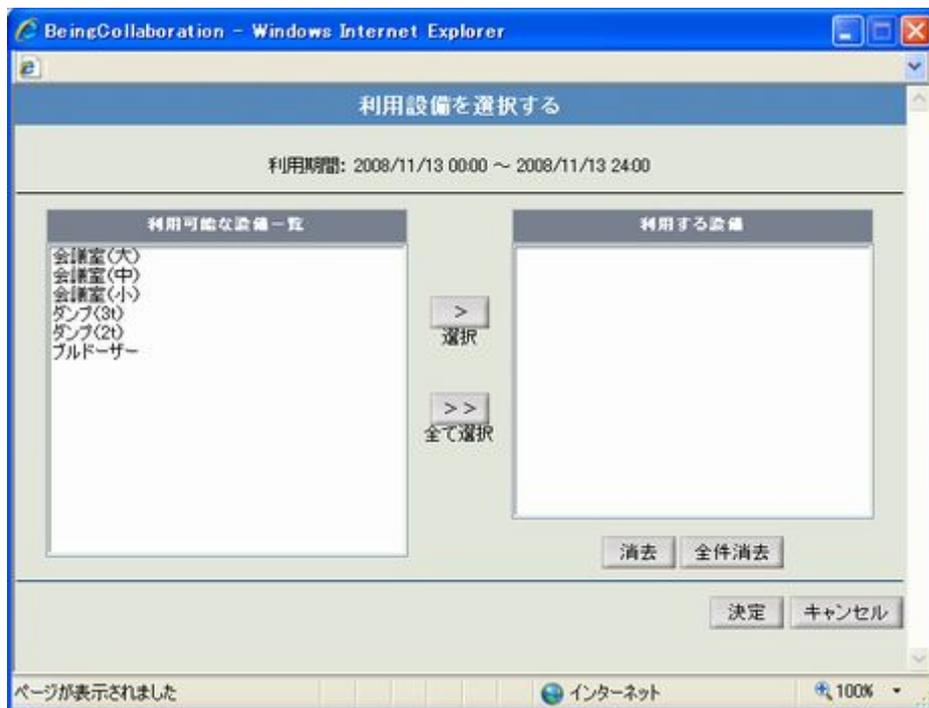 BeingCollaboration - Windows Internet Explorer
利用設備を選択する
利用期間: 2008/11/13 00:00 ～ 2008/11/13 24:00
利用可能な設備一覧
会議室(大)
会議室(中)
会議室(小)
ダンプ(3t)
ダンプ(2t)
ブルドーザー
>
選択
>>
全て選択
利用する設備
消去 全件消去
決定 キャンセル
ページが表示されました インターネット 100%